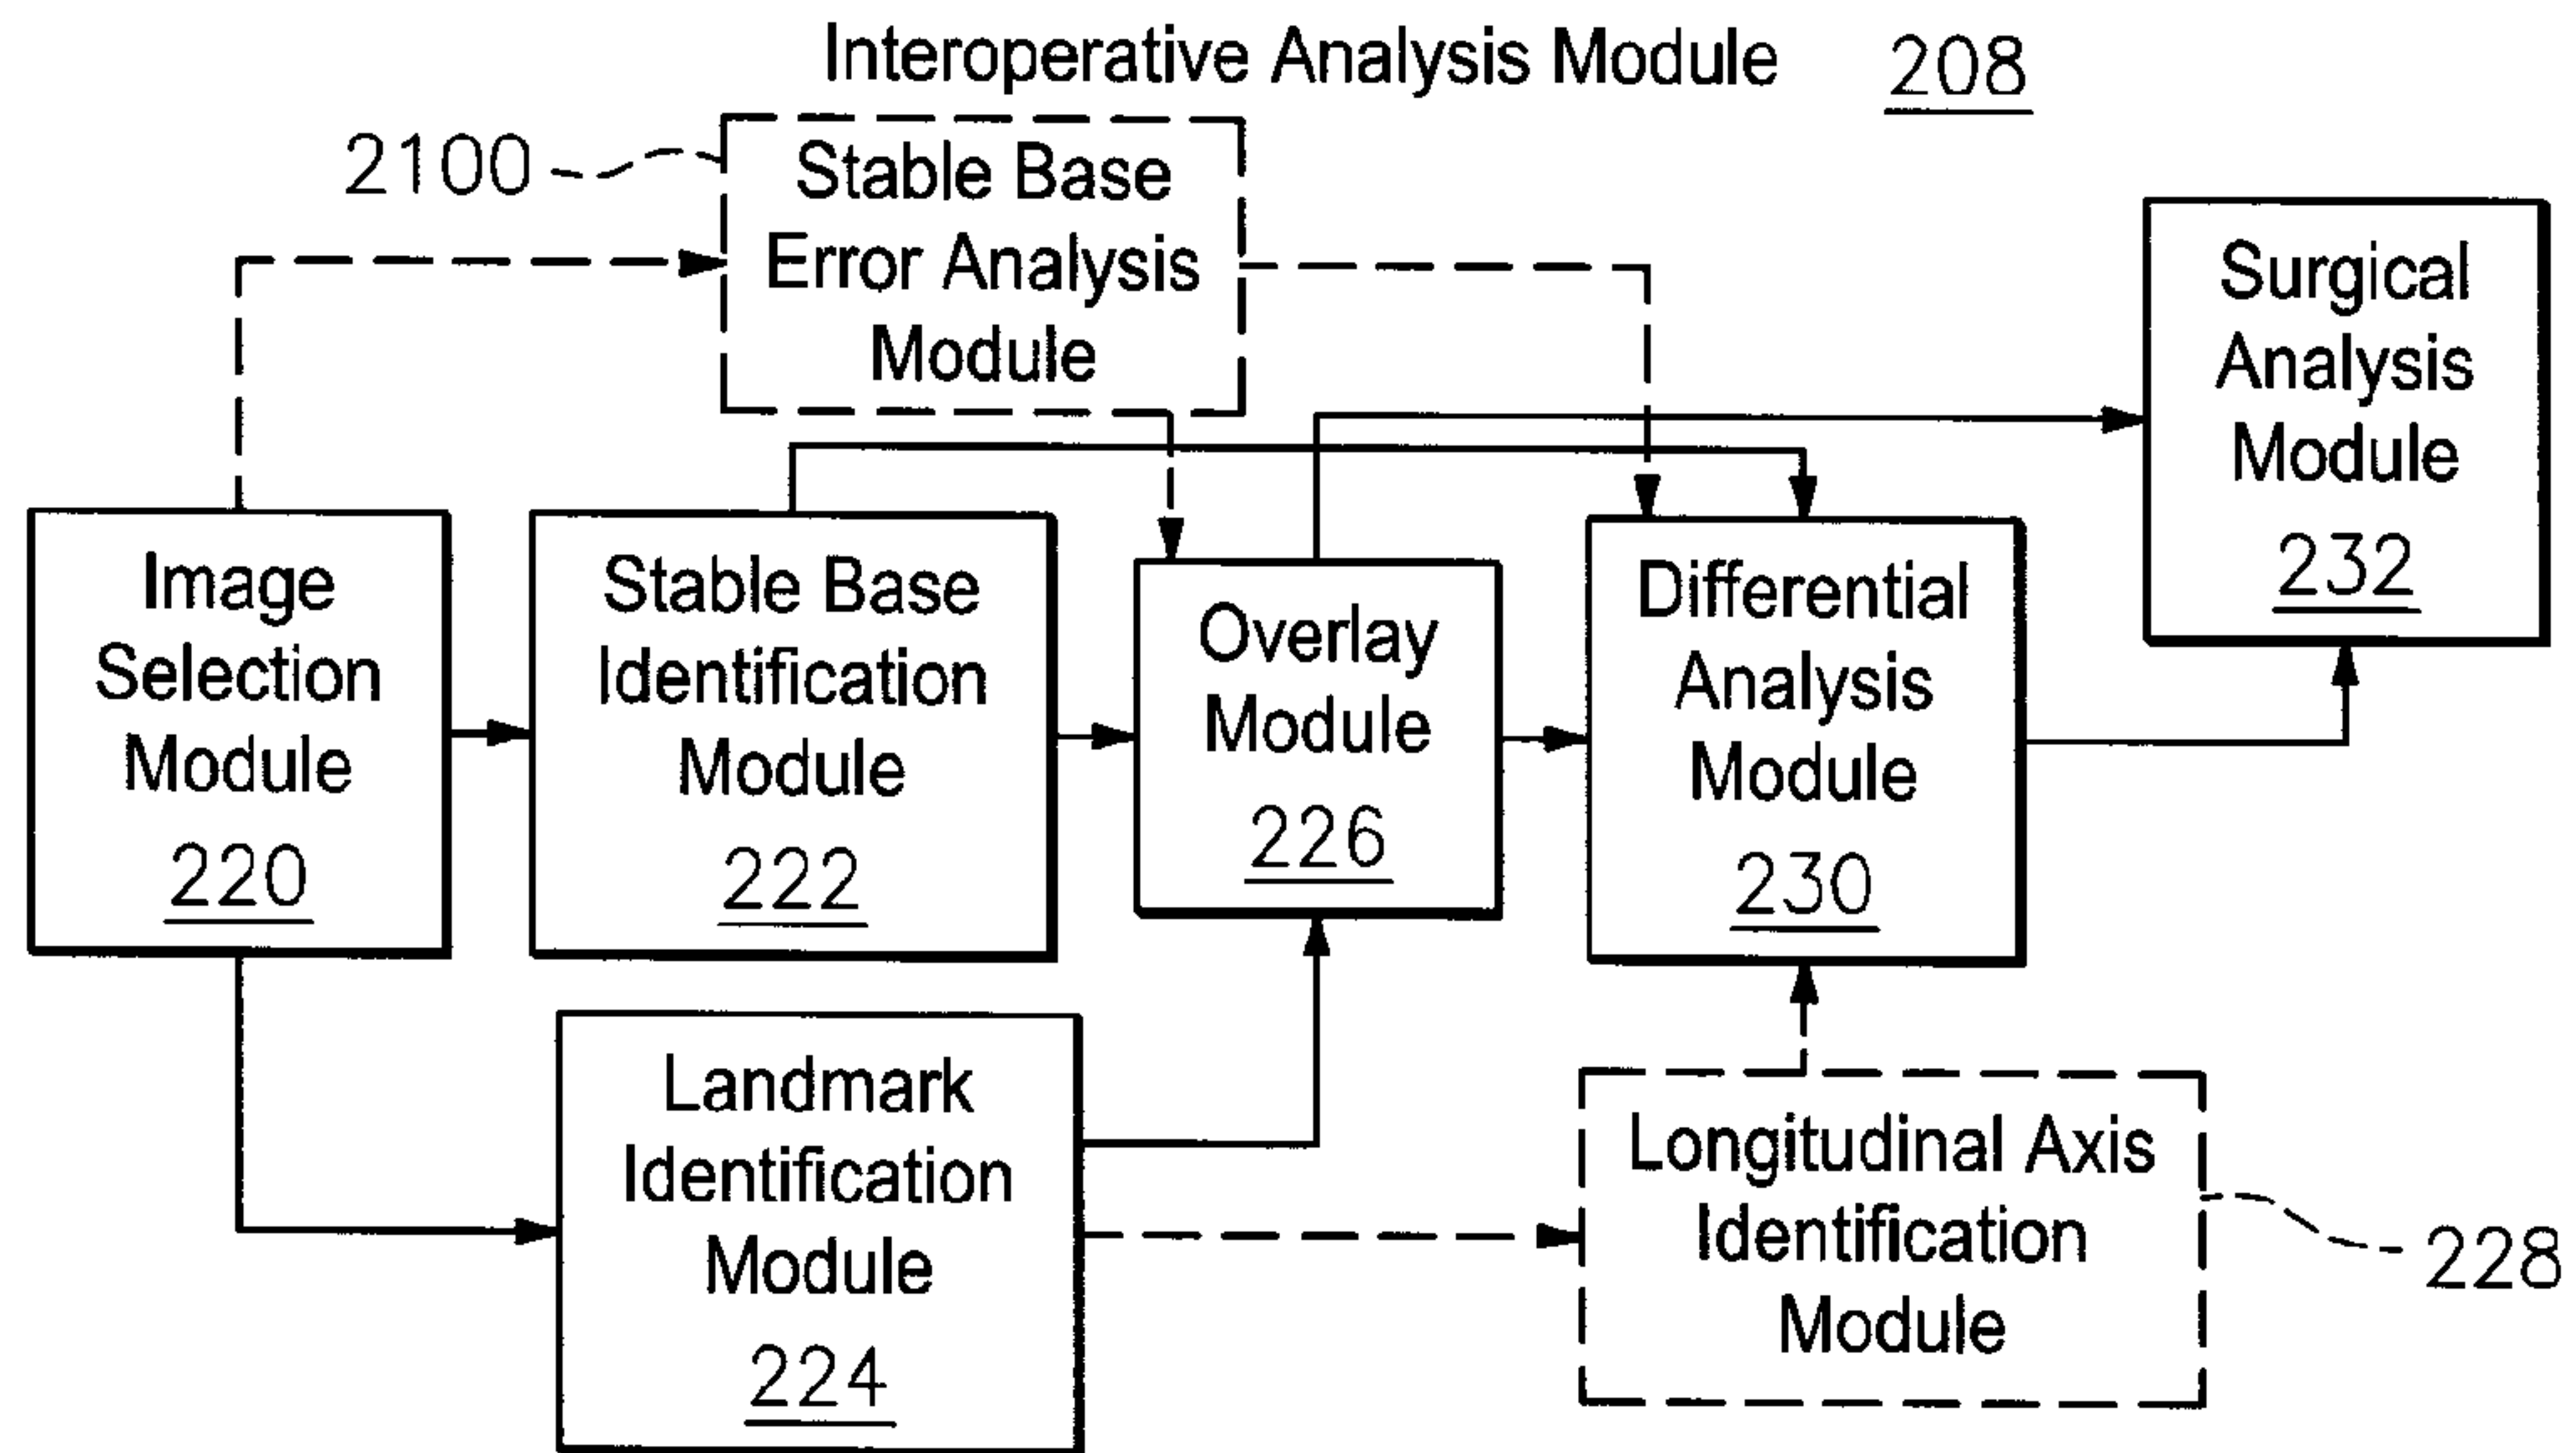 Interoperative Analysis Module 208
2100
Stable Base
Error Analysis
Module
Surgical
Analysis
Module
232
Image
Selection
Module
220
Stable Base
Identification
Module
222
Overlay
Module
226
Differential
Analysis
Module
230
Landmark
Identification
Module
224
Longitudinal Axis
Identification
Module
228